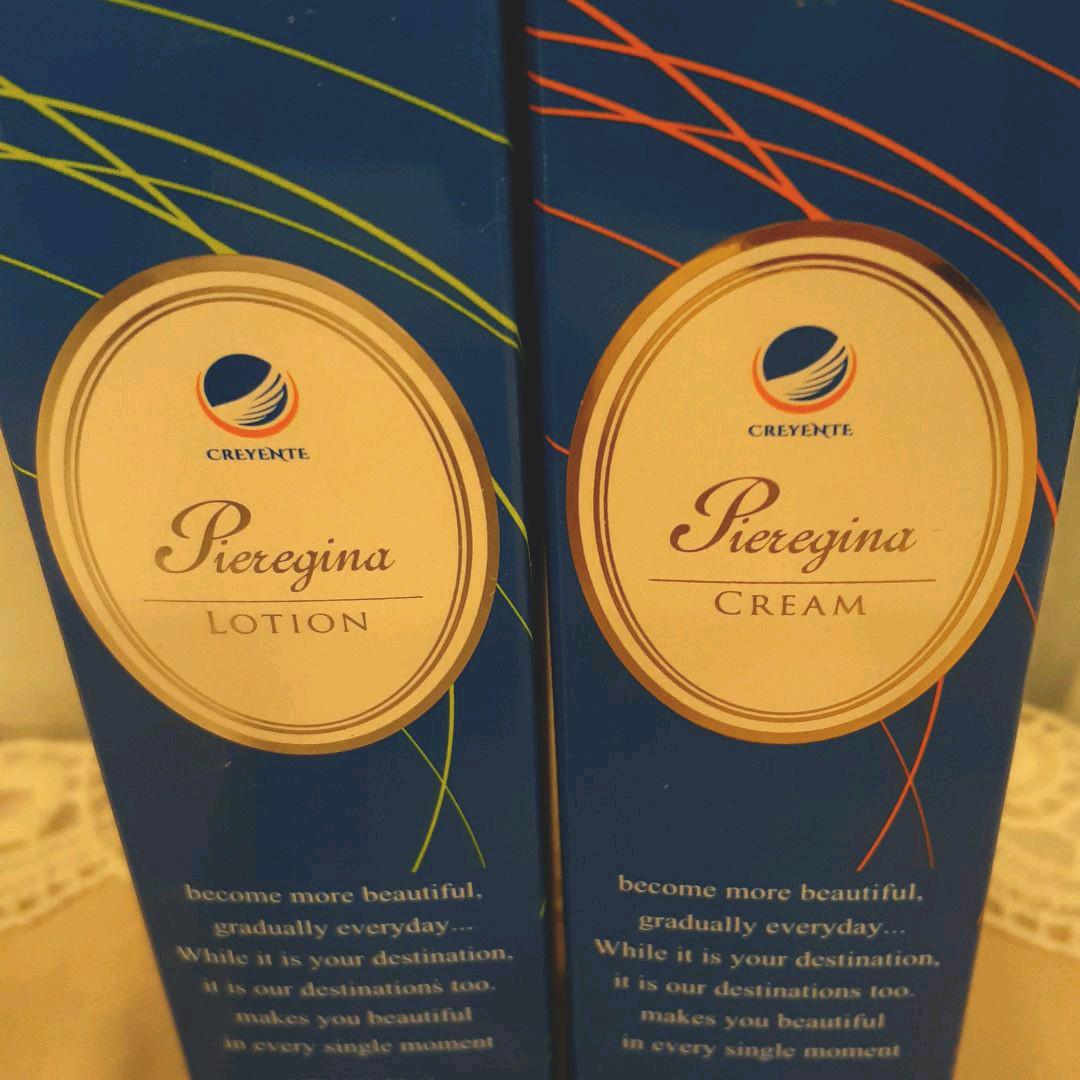 CREYENTE
Pieregina
LOTION
become more beautiful,
gradually everyday...
While it is your destination,
it is our destinations too.
makes you beautiful
in every single moment
CREYENTE
Pieregina
CREAM
become more beautiful,
gradually everyday...
While it is your destination,
it is our destinations too.
makes you beautiful
in every single moment